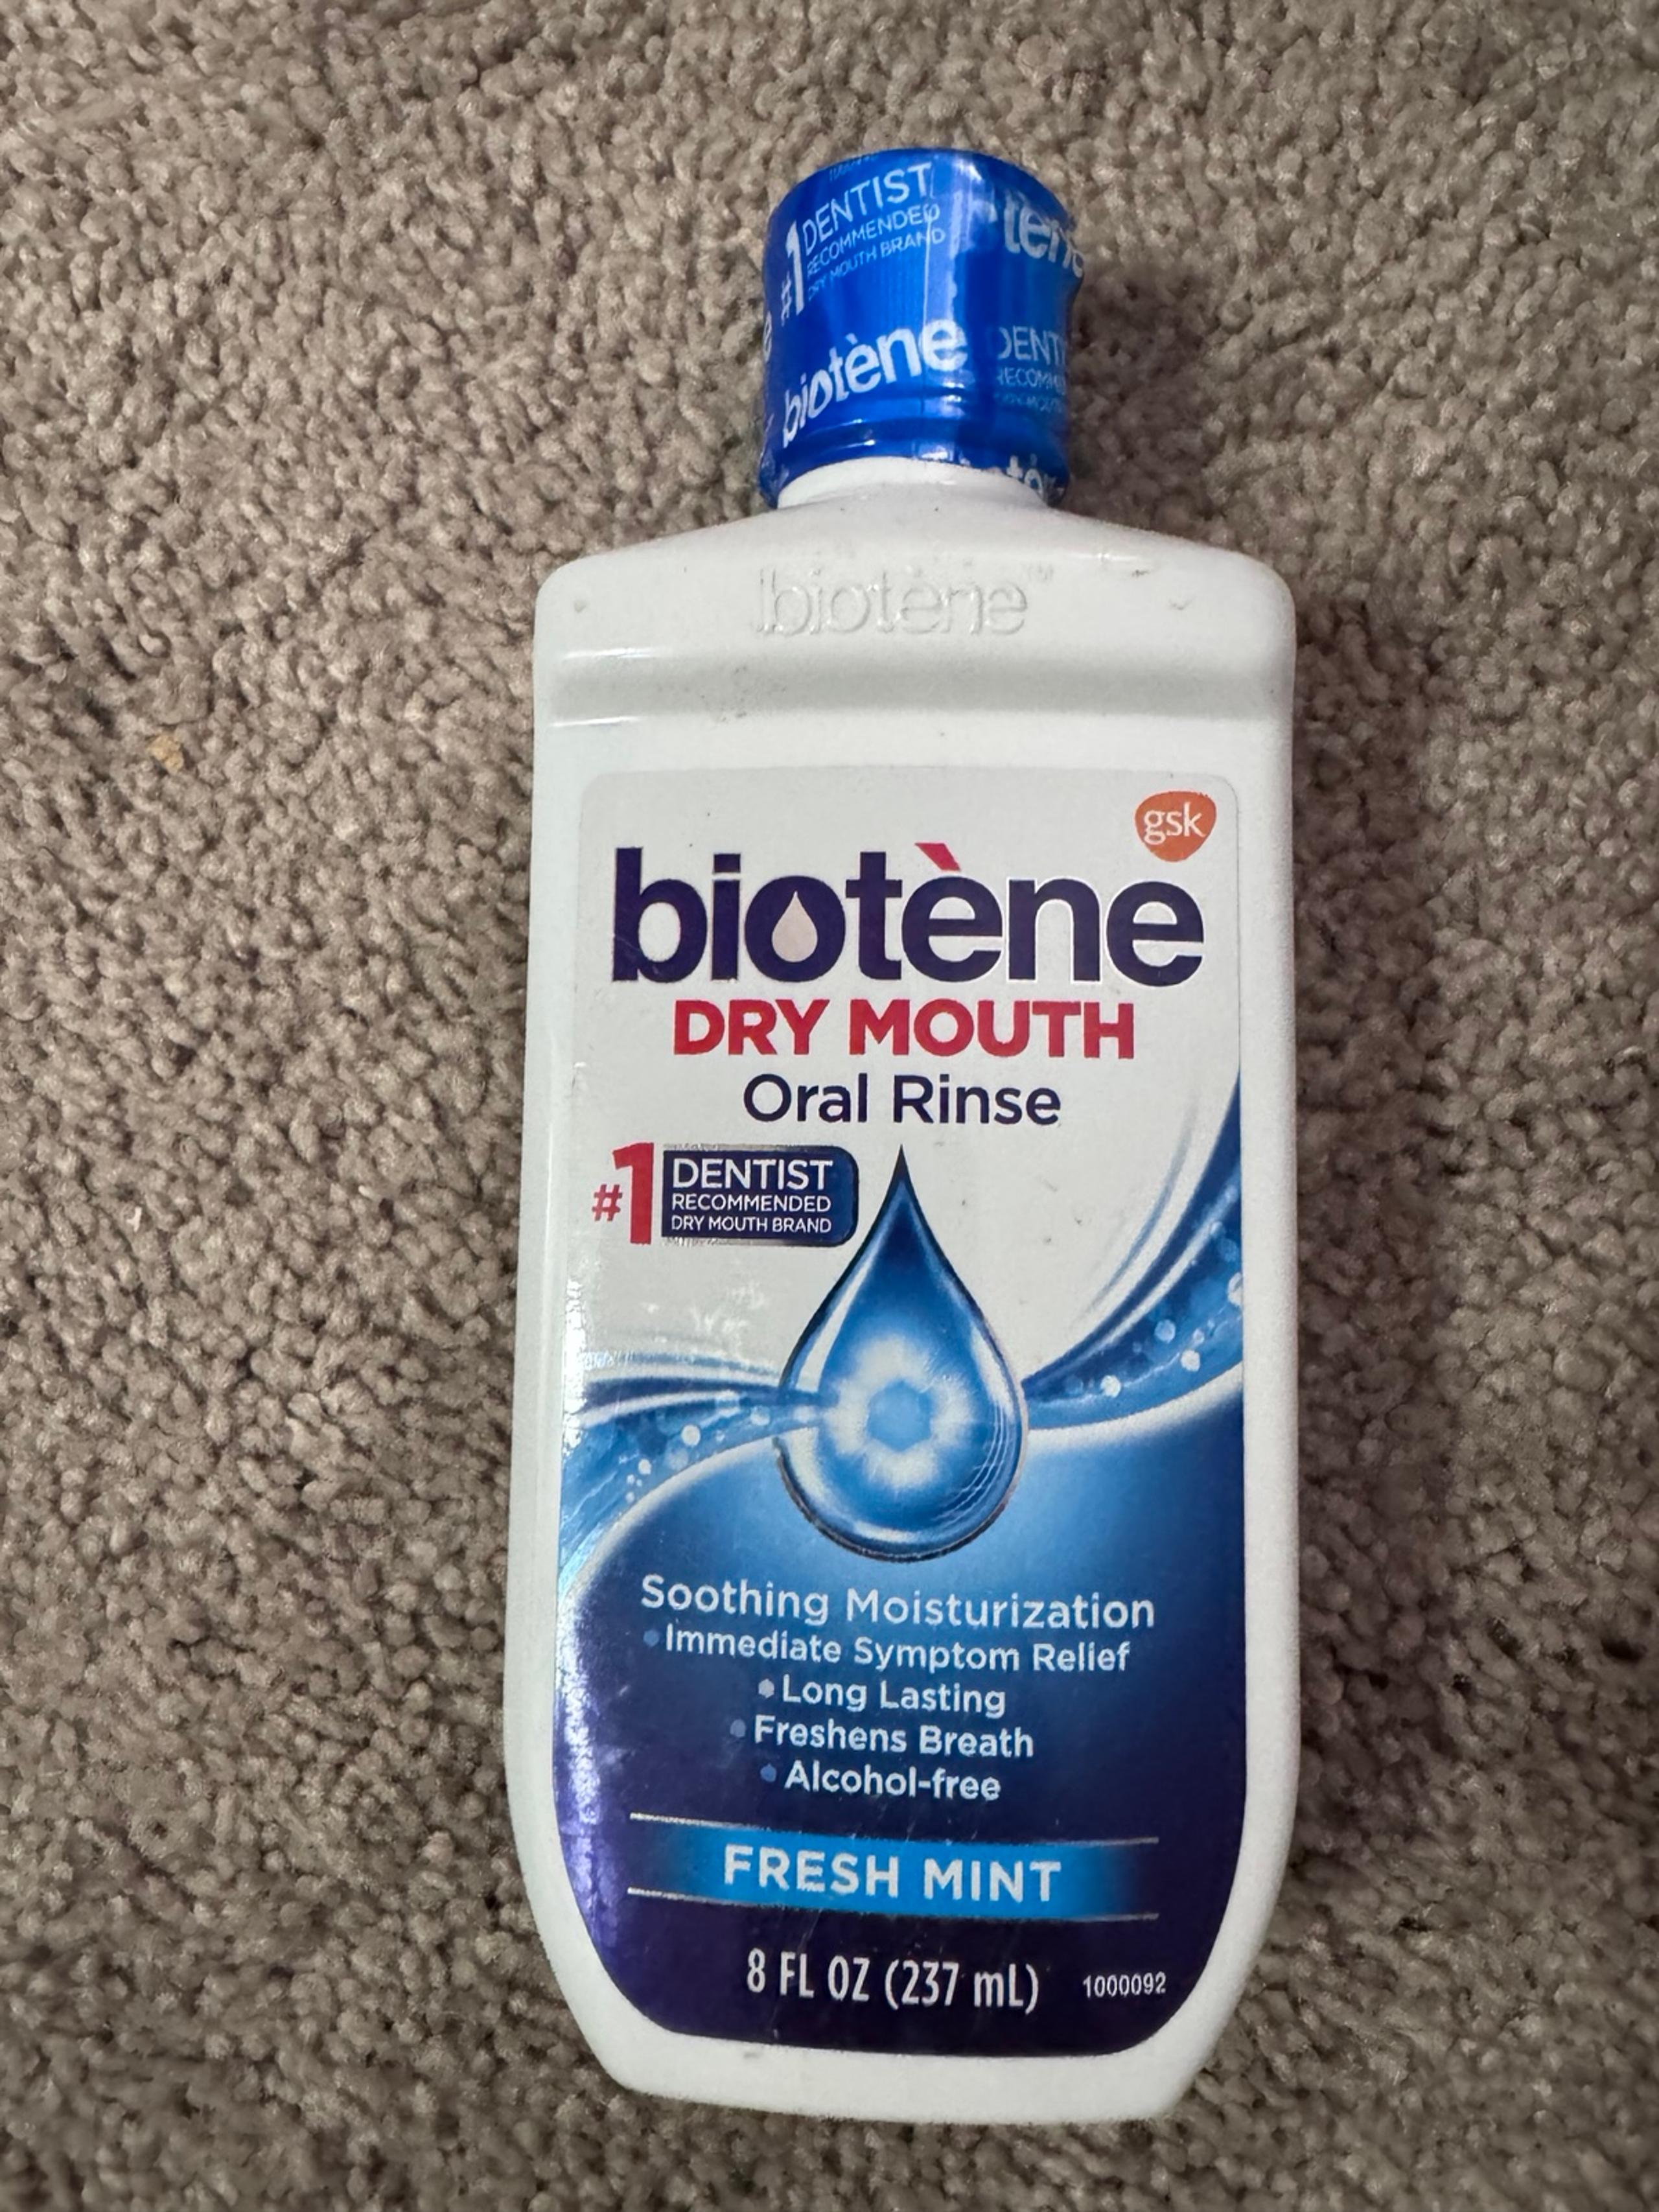 #1 DENTIST
RECOMMENDED
DRY MOUTH BRAND
biotène
biotène
gsk
biotène
DRY MOUTH
Oral Rinse
#1 DENTIST
RECOMMENDED
DRY MOUTH BRAND
Soothing Moisturization
Immediate Symptom Relief
Long Lasting
Freshens Breath
Alcohol-free
FRESH MINT
8 FL OZ (237 mL) 1000092